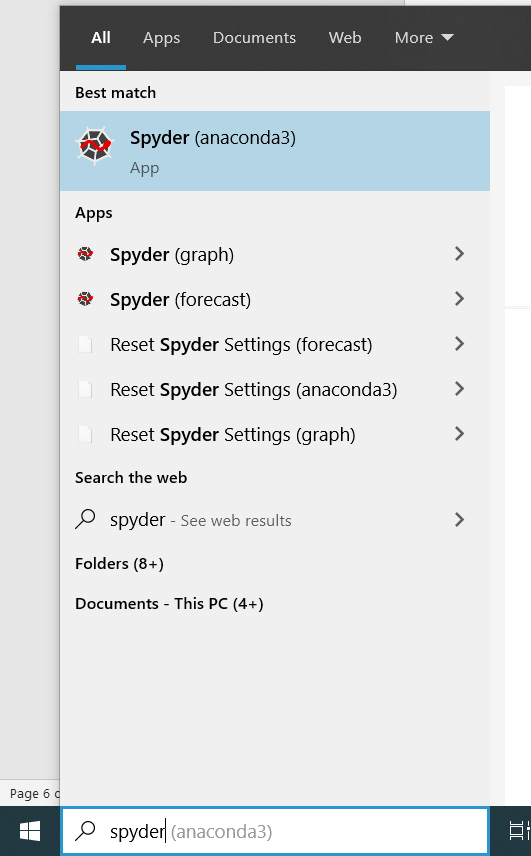 All Apps Documents Web More
Best match
Spyder (anaconda3)
App
Apps
Spyder (graph)
Spyder (forecast)
Reset Spyder Settings (forecast)
Reset Spyder Settings (anaconda3)
Reset Spyder Settings (graph)
Search the web
spyder - See web results
Folders (8+)
Documents - This PC (4+)
Page 6
spyder (anaconda3)